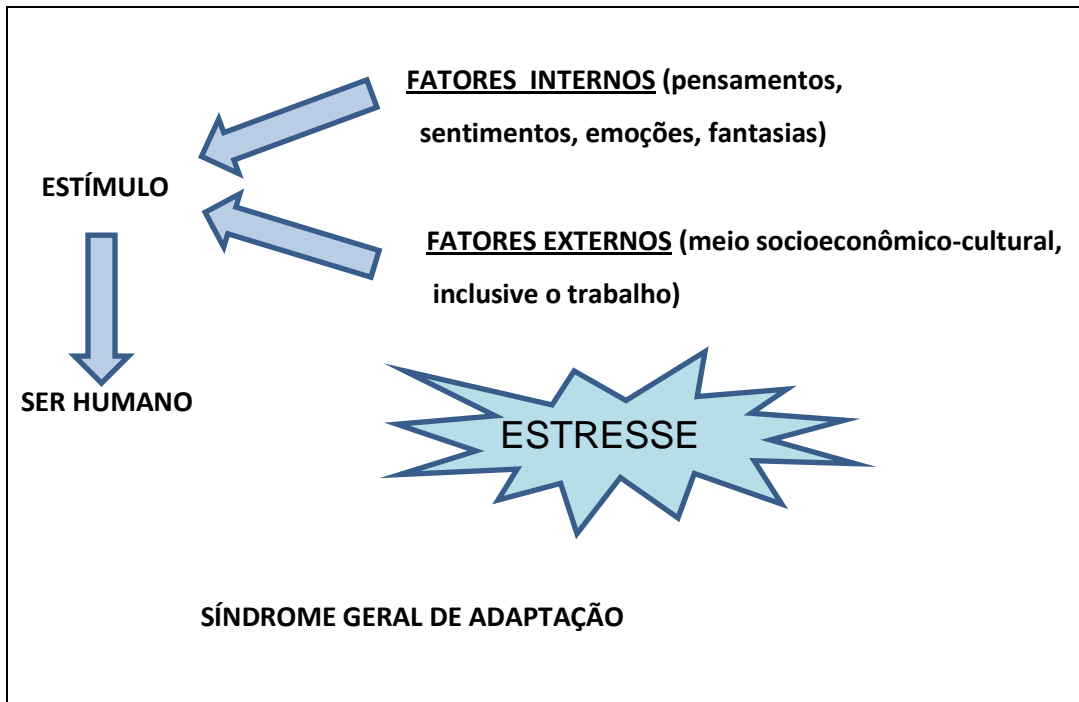 FATORES INTERNOS (pensamentos,
sentimentos, emoções, fantasias)
ESTÍMULO
FATORES EXTERNOS (meio socioeconômico-cultural,
inclusive o trabalho)
SER HUMANO
ESTRESSE
SÍNDROME GERAL DE ADAPTAÇÃO